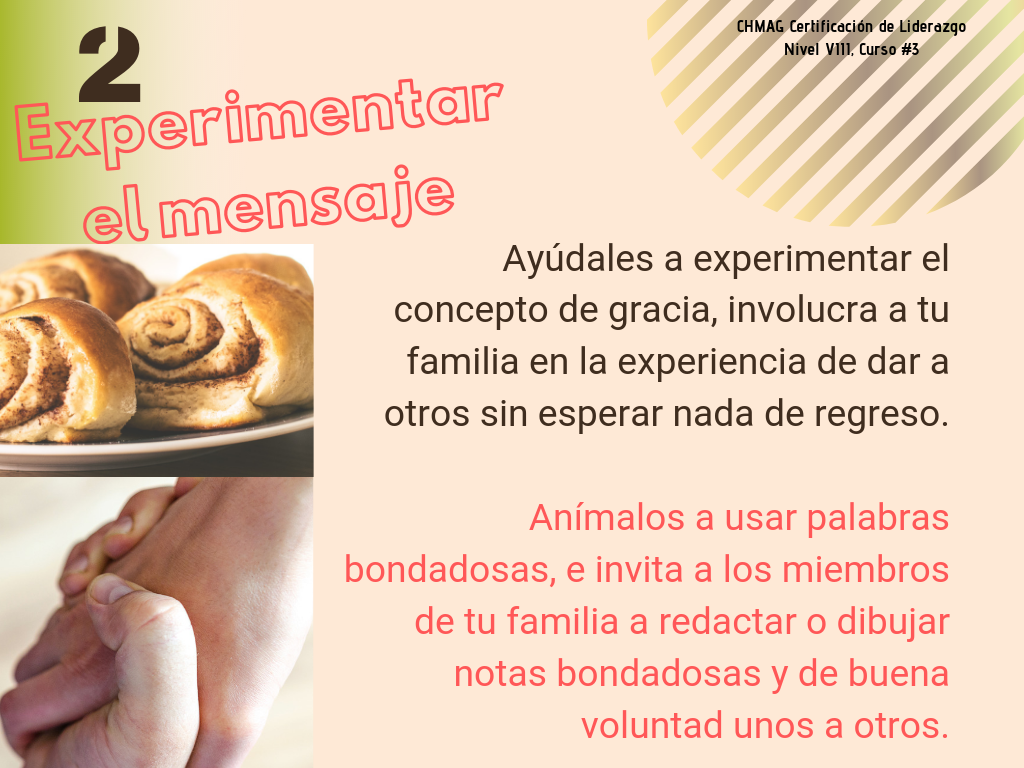 CHMAG Certificación de Liderazgo
Nivel V111, Curso #3
2
Experimentar
el mensaje
Ayúdales a experimentar el
concepto de gracia, involucra a tu
familia en la experiencia de dar a
otros sin esperar nada de regreso.
Anímalos a usar palabras
bondadosas, e invita a los miembros
de tu familia a redactar o dibujar
notas bondadosas y de buena
voluntad unos a otros.